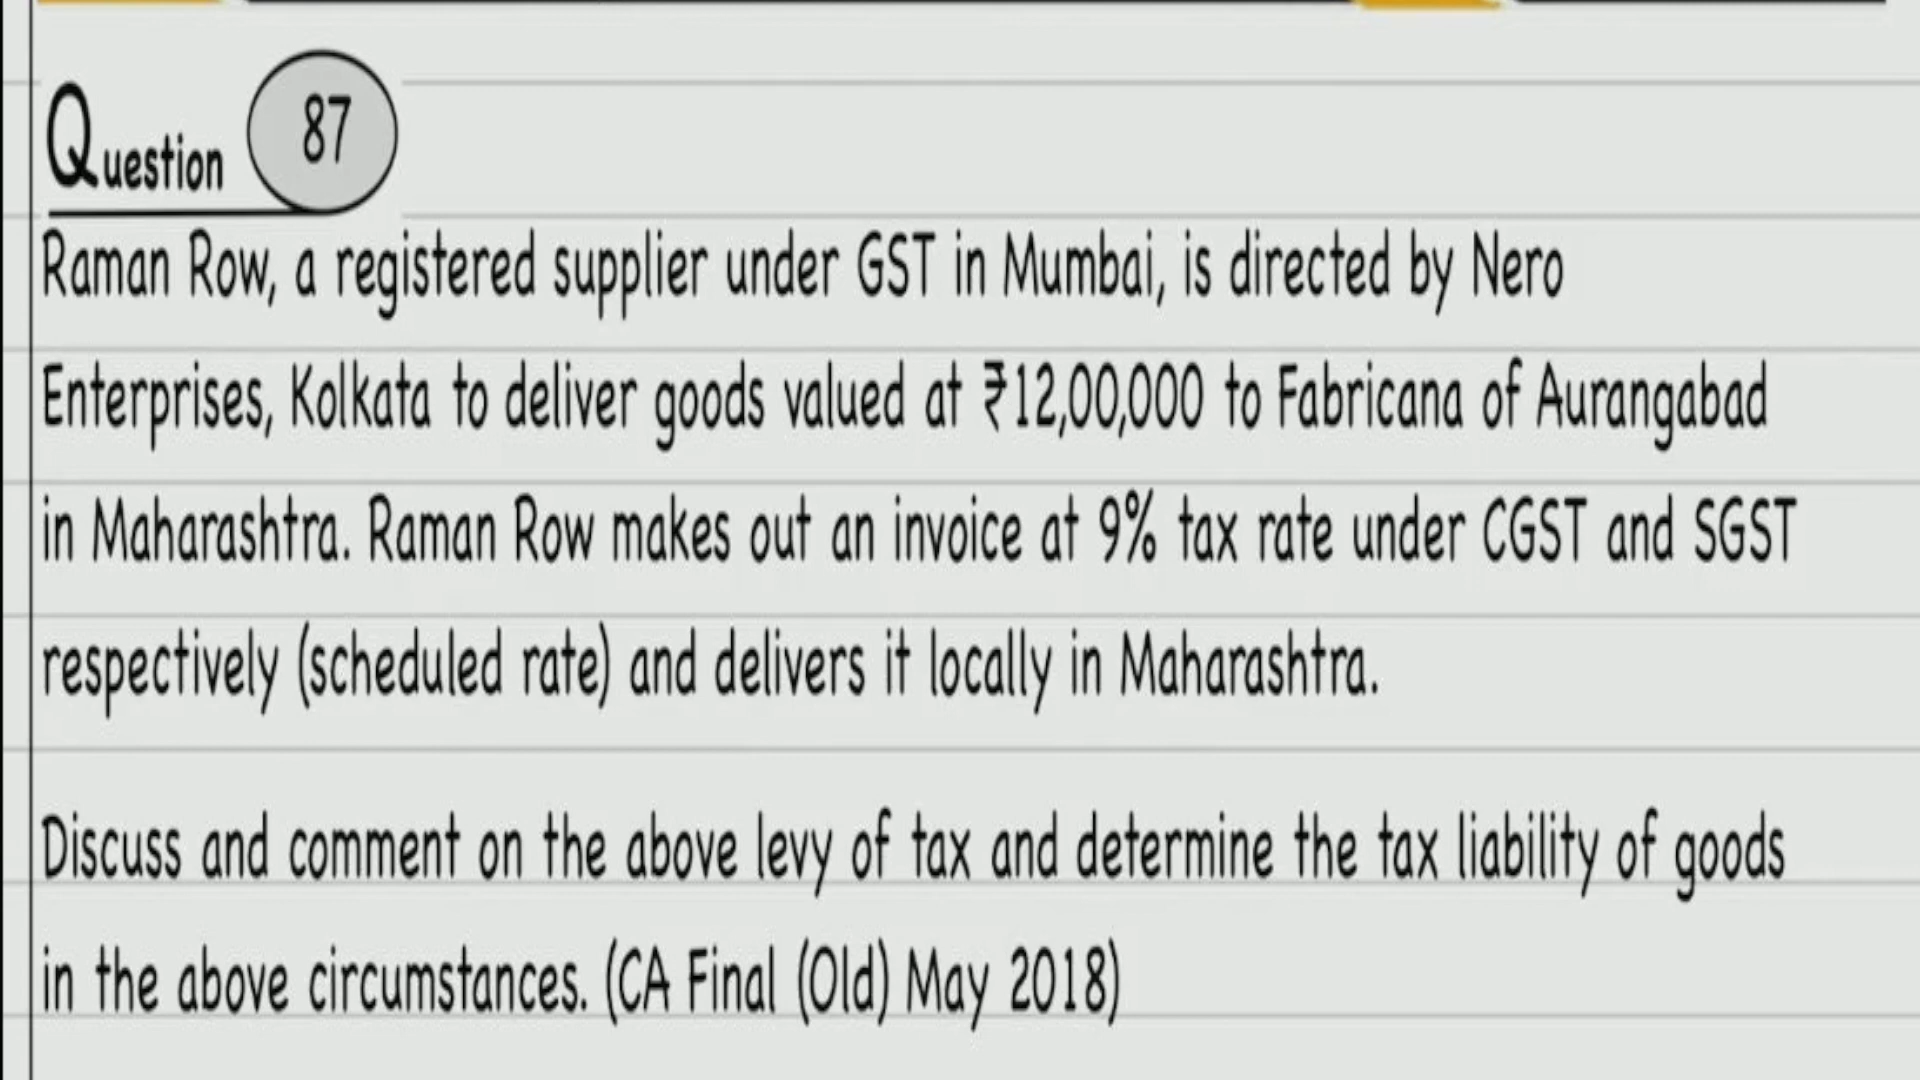 Question 87
Raman Row, a registered supplier under GST in Mumbai, is directed by Nero
Enterprises, Kolkata to deliver goods valued at ₹12,00,000 to Fabricana of Aurangabad
in Maharashtra. Raman Row makes out an invoice at 9% tax rate under CGST and SGST
respectively (scheduled rate) and delivers it locally in Maharashtra.
Discuss and comment on the above levy of tax and determine the tax liability of goods
in the above circumstances. (CA Final (Old) May 2018)